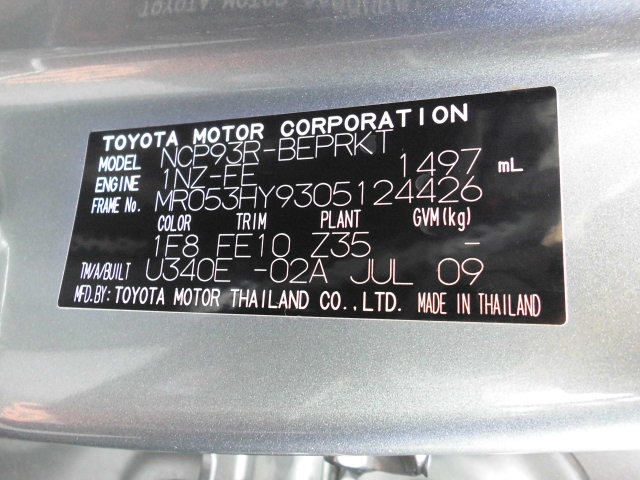 TOYOTA MOTOR CORPORATION
MODEL NCP93R-BEPRKT
ENGINE 1NZ-FE 1497 mL
FRAME No. MR053HY9305124426
COLOR TRIM PLANT GVM(kg)
1F8 FE10 Z35 -
TM/A/BUILT U340E -02A JUL 09
MFD.BY: TOYOTA MOTOR THAILAND CO., LTD. MADE IN THAILAND